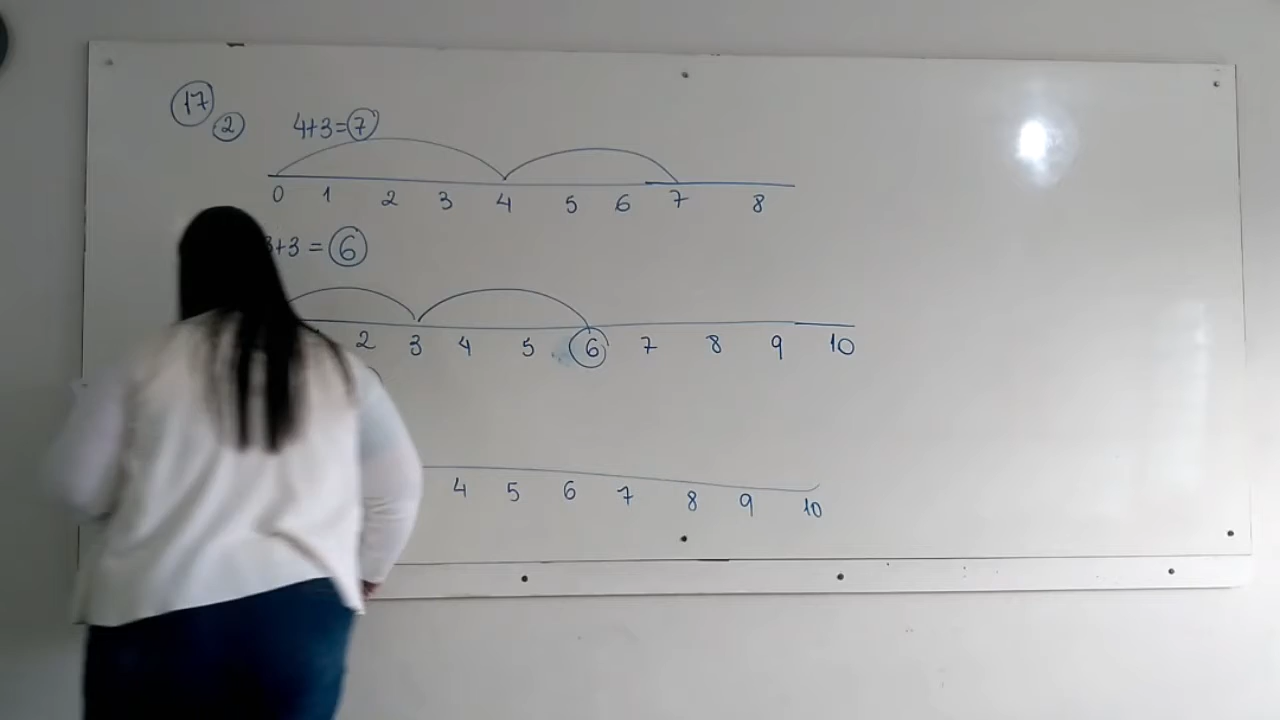 17
2 4+3=7
0 1 2 3 4 5 6 7 8
3+3 = 6
2 3 4 5 6 7 8 9 10
4 5 6 7 8 9 10